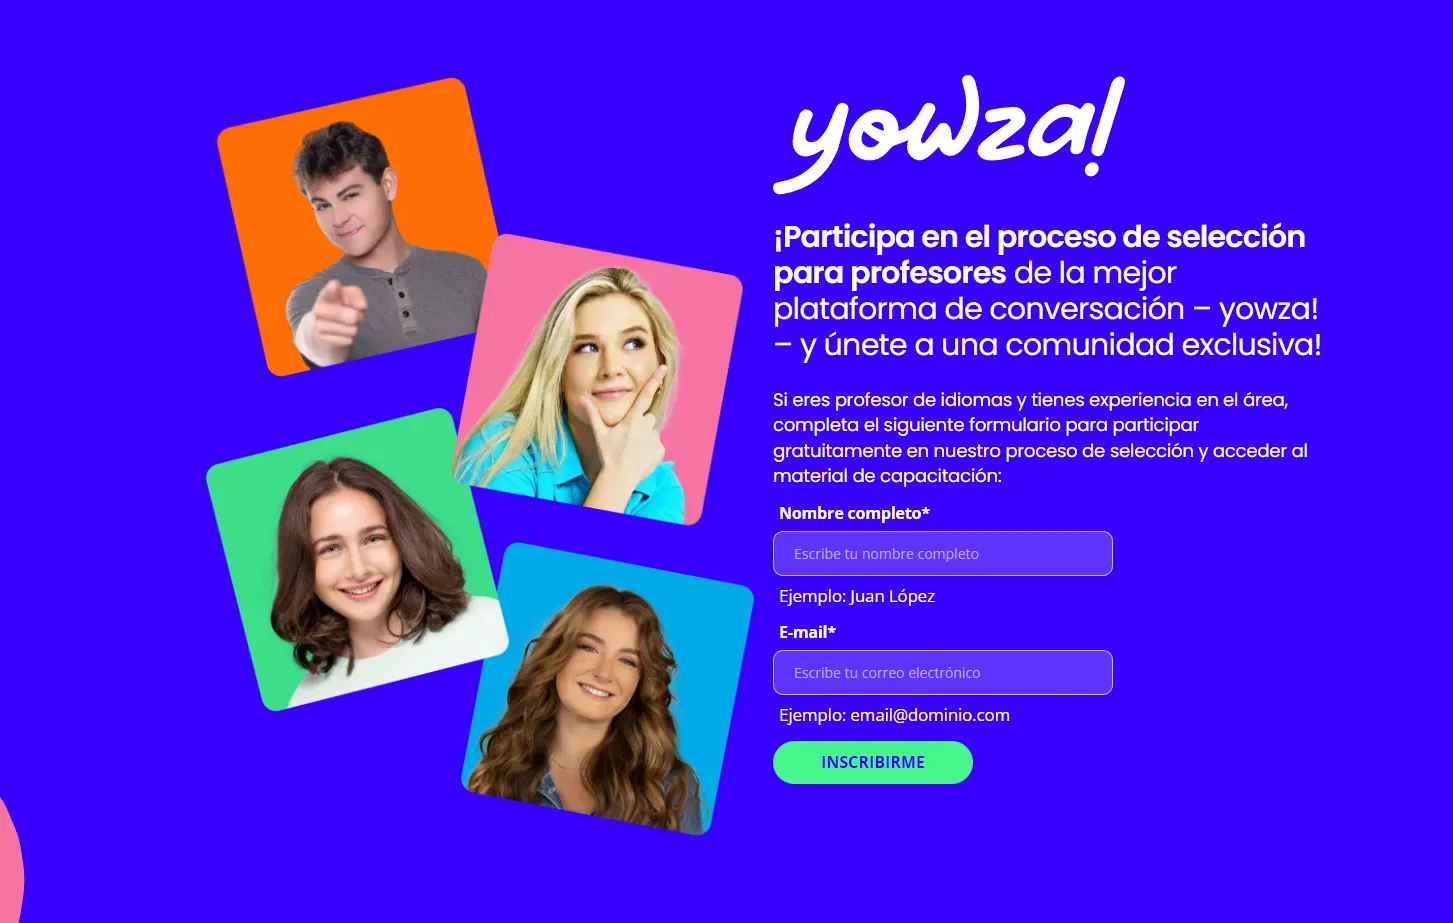 yowza!
¡Participa en el proceso de selección
para profesores de la mejor
plataforma de conversación – yowza!
– y únete a una comunidad exclusiva!
Si eres profesor de idiomas y tienes experiencia en el área,
completa el siguiente formulario para participar
gratuitamente en nuestro proceso de selección y acceder al
material de capacitación:
Nombre completo*
Escribe tu nombre completo
Ejemplo: Juan López
E-mail*
Escribe tu correo electrónico
Ejemplo: email@dominio.com
INSCRIBIRME